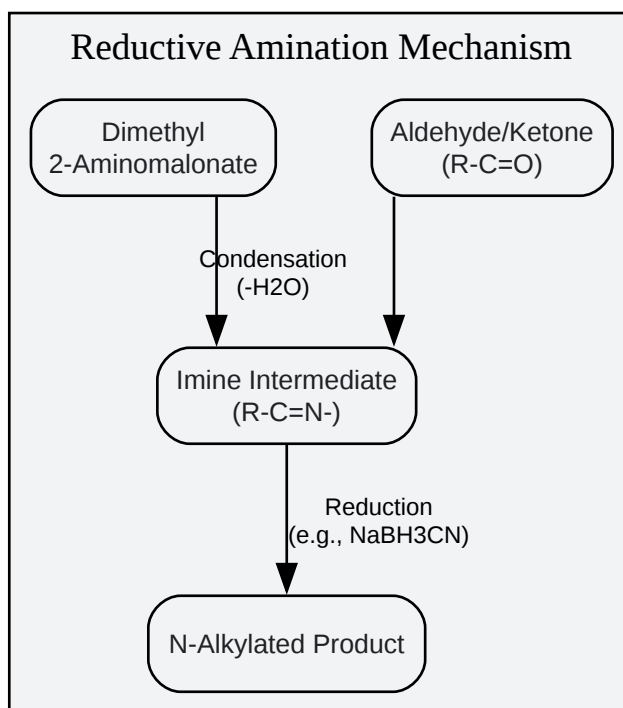 Reductive Amination Mechanism
Dimethyl
2-Aminomalonate
Aldehyde/Ketone
(R-C=O)
Condensation
(-H2O)
Imine Intermediate
(R-C=N-)
Reduction
(e.g., NaBH3CN)
N-Alkylated Product